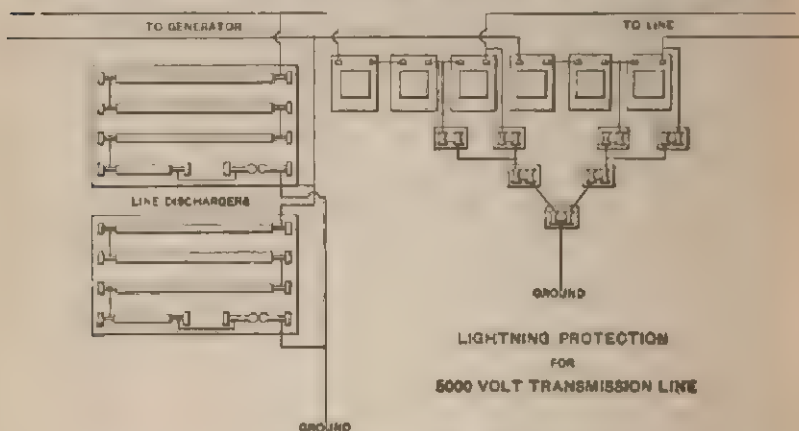 TO GENERATOR
TO LINE
LINE DISCHARGERS
GROUND
LIGHTNING PROTECTION
FOR
5000 VOLT TRANSMISSION LINE
GROUND